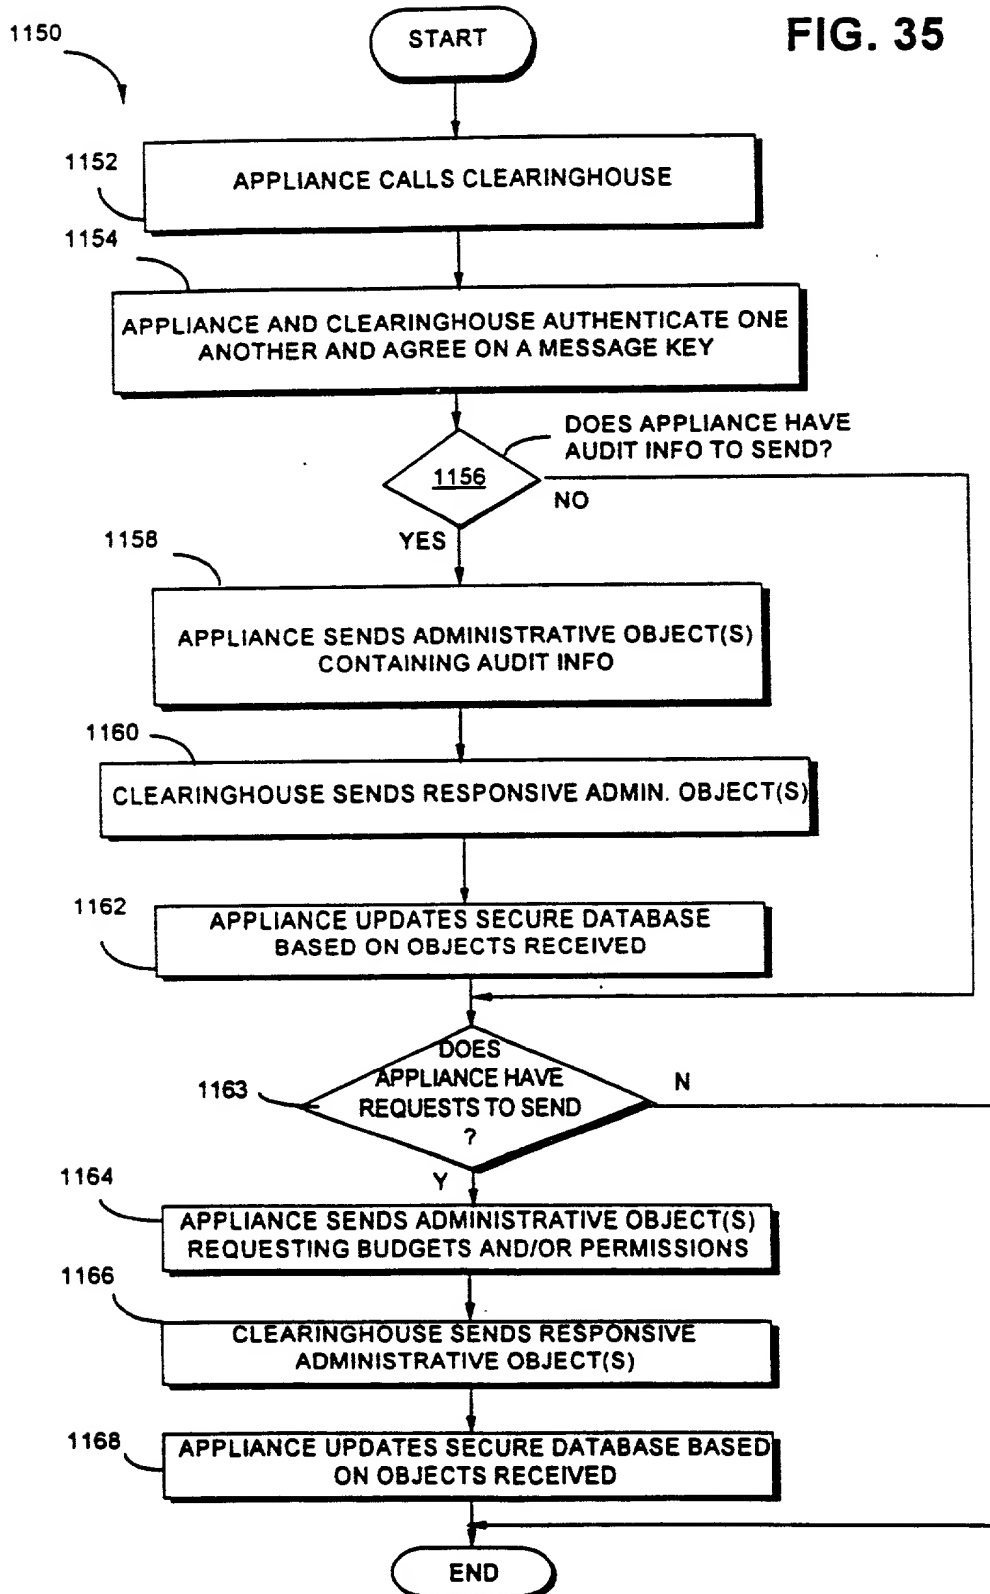 FIG. 35
1150
START
1152
APPLIANCE CALLS CLEARINGHOUSE
1154
APPLIANCE AND CLEARINGHOUSE AUTHENTICATE ONE
ANOTHER AND AGREE ON A MESSAGE KEY
DOES APPLIANCE HAVE
AUDIT INFO TO SEND?
1156
NO
YES
1158
APPLIANCE SENDS ADMINISTRATIVE OBJECT(S)
CONTAINING AUDIT INFO
1160
CLEARINGHOUSE SENDS RESPONSIVE ADMIN. OBJECT(S)
1162
APPLIANCE UPDATES SECURE DATABASE
BASED ON OBJECTS RECEIVED
1163
DOES
APPLIANCE HAVE
REQUESTS TO SEND
?
N
Y
1164
APPLIANCE SENDS ADMINISTRATIVE OBJECT(S)
REQUESTING BUDGETS AND/OR PERMISSIONS
1166
CLEARINGHOUSE SENDS RESPONSIVE
ADMINISTRATIVE OBJECT(S)
1168
APPLIANCE UPDATES SECURE DATABASE BASED
ON OBJECTS RECEIVED
END